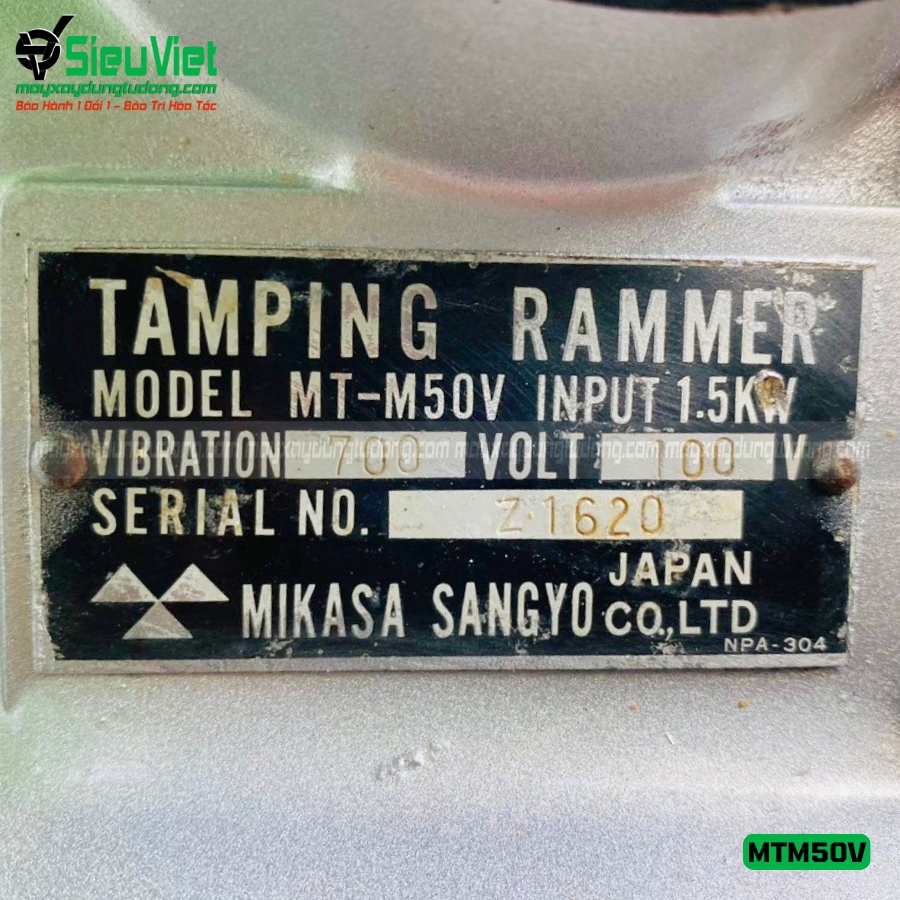 SieuViet
mayxaydungtudong.com
Bảo Hành 1 Đổi 1 - Bảo Trì Hỏa Tốc
TAMPING RAMMER
MODEL MT-M50V INPUT 1.5KW
VIBRATION 700 VOLT 100 V
SERIAL NO. Z1620
MIKASA SANGYO JAPAN CO.,LTD
NPA-304
MTM50V